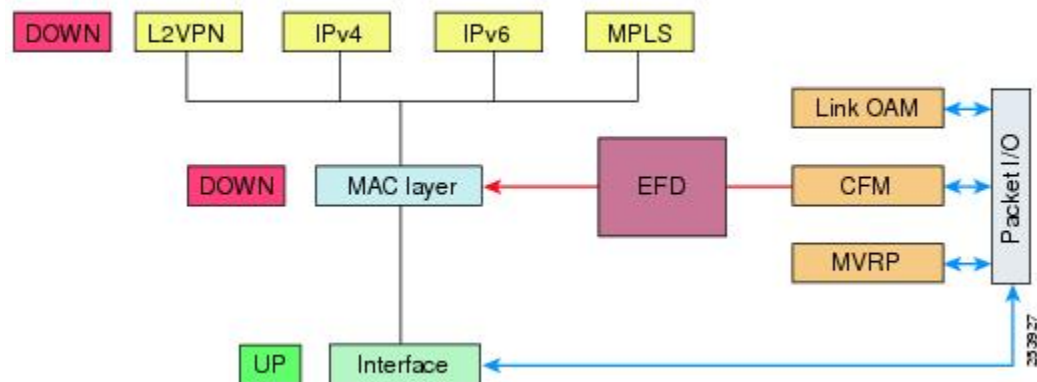 DOWN L2VPN IPv4 IPv6 MPLS
Link OAM
DOWN MAC layer EFD CFM
Packet I/O
MVRP
UP Interface
253927